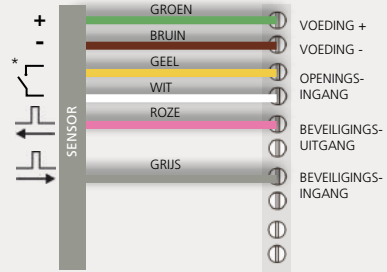 +
GROEN
VOEDING +
-
BRUIN
VOEDING -
*
GEEL
OPENINGS-
INGANG
WIT
ROZE
SENSOR
BEVEILIGINGS-
UITGANG
GRIJS
BEVEILIGINGS-
INGANG